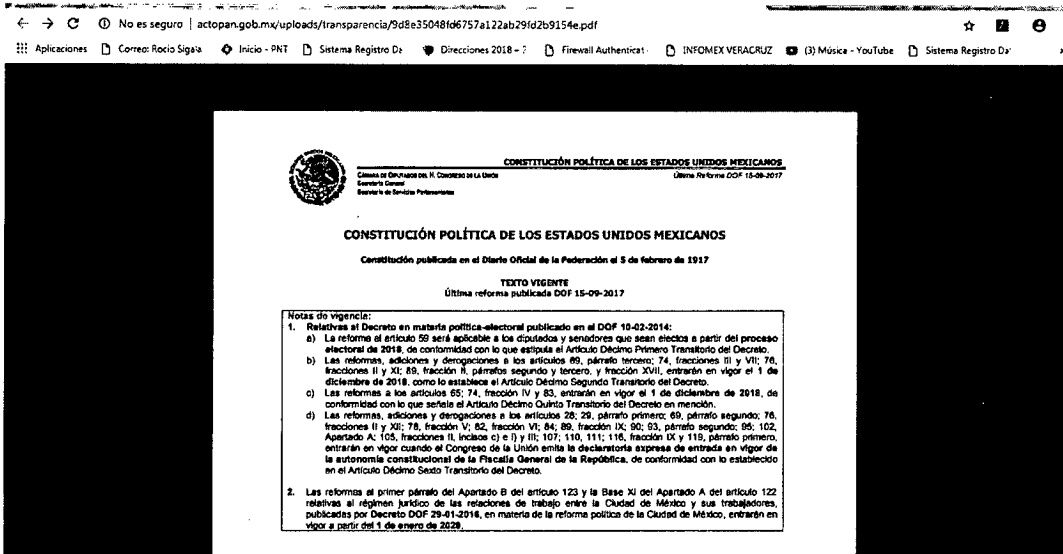 No es seguro | actopan.gob.mx/uploads/transparencia/9d8e35048fd6757a122ab29fd2b9154e.pdf
Aplicaciones Correo: Rocio Sigala Inicio - PNT Sistema Registro Da Direcciones 2018 - ? Firewall Authenticat INFOMEX VERACRUZ (3) Música - YouTube Sistema Registro Da
CONSTITUCIÓN POLÍTICA DE LOS ESTADOS UNIDOS MEXICANOS
CÁMARA DE DIPUTADOS DEL H. CONGRESO DE LA UNIÓN
Última Reforma DOF 15-09-2017
Secretaría General
Secretaría de Servicios Parlamentarios
CONSTITUCIÓN POLÍTICA DE LOS ESTADOS UNIDOS MEXICANOS
Constitución publicada en el Diario Oficial de la Federación el 5 de febrero de 1917
TEXTO VIGENTE
Última reforma publicada DOF 15-09-2017
Notas de vigencia:
1. Relativas al Decreto en materia política-electoral publicado en el DOF 10-02-2014:
a) La reforma al artículo 59 será aplicable a los diputados y senadores que sean electos a partir del proceso
electoral de 2018, de conformidad con lo que estipula el Artículo Décimo Primero Transitorio del Decreto.
b) Las reformas, adiciones y derogaciones a los artículos 69, párrafo tercero; 74, fracciones III y VII; 76,
fracciones II y XI; 89, fracción II, párrafos segundo y tercero, y fracción XVII, entrarán en vigor el 1 de
diciembre de 2018, como lo establece el Artículo Décimo Segundo Transitorio del Decreto.
c) Las reformas a los artículos 65; 74, fracción IV y 83, entrarán en vigor el 1 de diciembre de 2018, de
conformidad con lo que señala el Artículo Décimo Quinto Transitorio del Decreto en mención.
d) Las reformas, adiciones y derogaciones a los artículos 28; 29, párrafo primero; 69, párrafo segundo; 76,
fracciones II y XII; 78, fracción V; 82, fracción VI; 84; 89, fracción IX; 90; 93, párrafo segundo; 95; 102,
Apartado A; 105, fracciones II, incisos c) e i) y III; 107; 110, 111; 116, fracción IX y 119, párrafo primero,
entrarán en vigor cuando el Congreso de la Unión emita la declaratoria expresa de entrada en vigor de
la autonomía constitucional de la Fiscalía General de la República, de conformidad con lo establecido
en el Artículo Décimo Sexto Transitorio del Decreto.
2. Las reformas al primer párrafo del Apartado B del artículo 123 y la Base XI del Apartado A del artículo 122
relativas al régimen jurídico de las relaciones de trabajo entre la Ciudad de México y sus trabajadores,
publicadas por Decreto DOF 29-01-2016, en materia de la reforma política de la Ciudad de México, entrarán en
vigor a partir del 1 de enero de 2020.